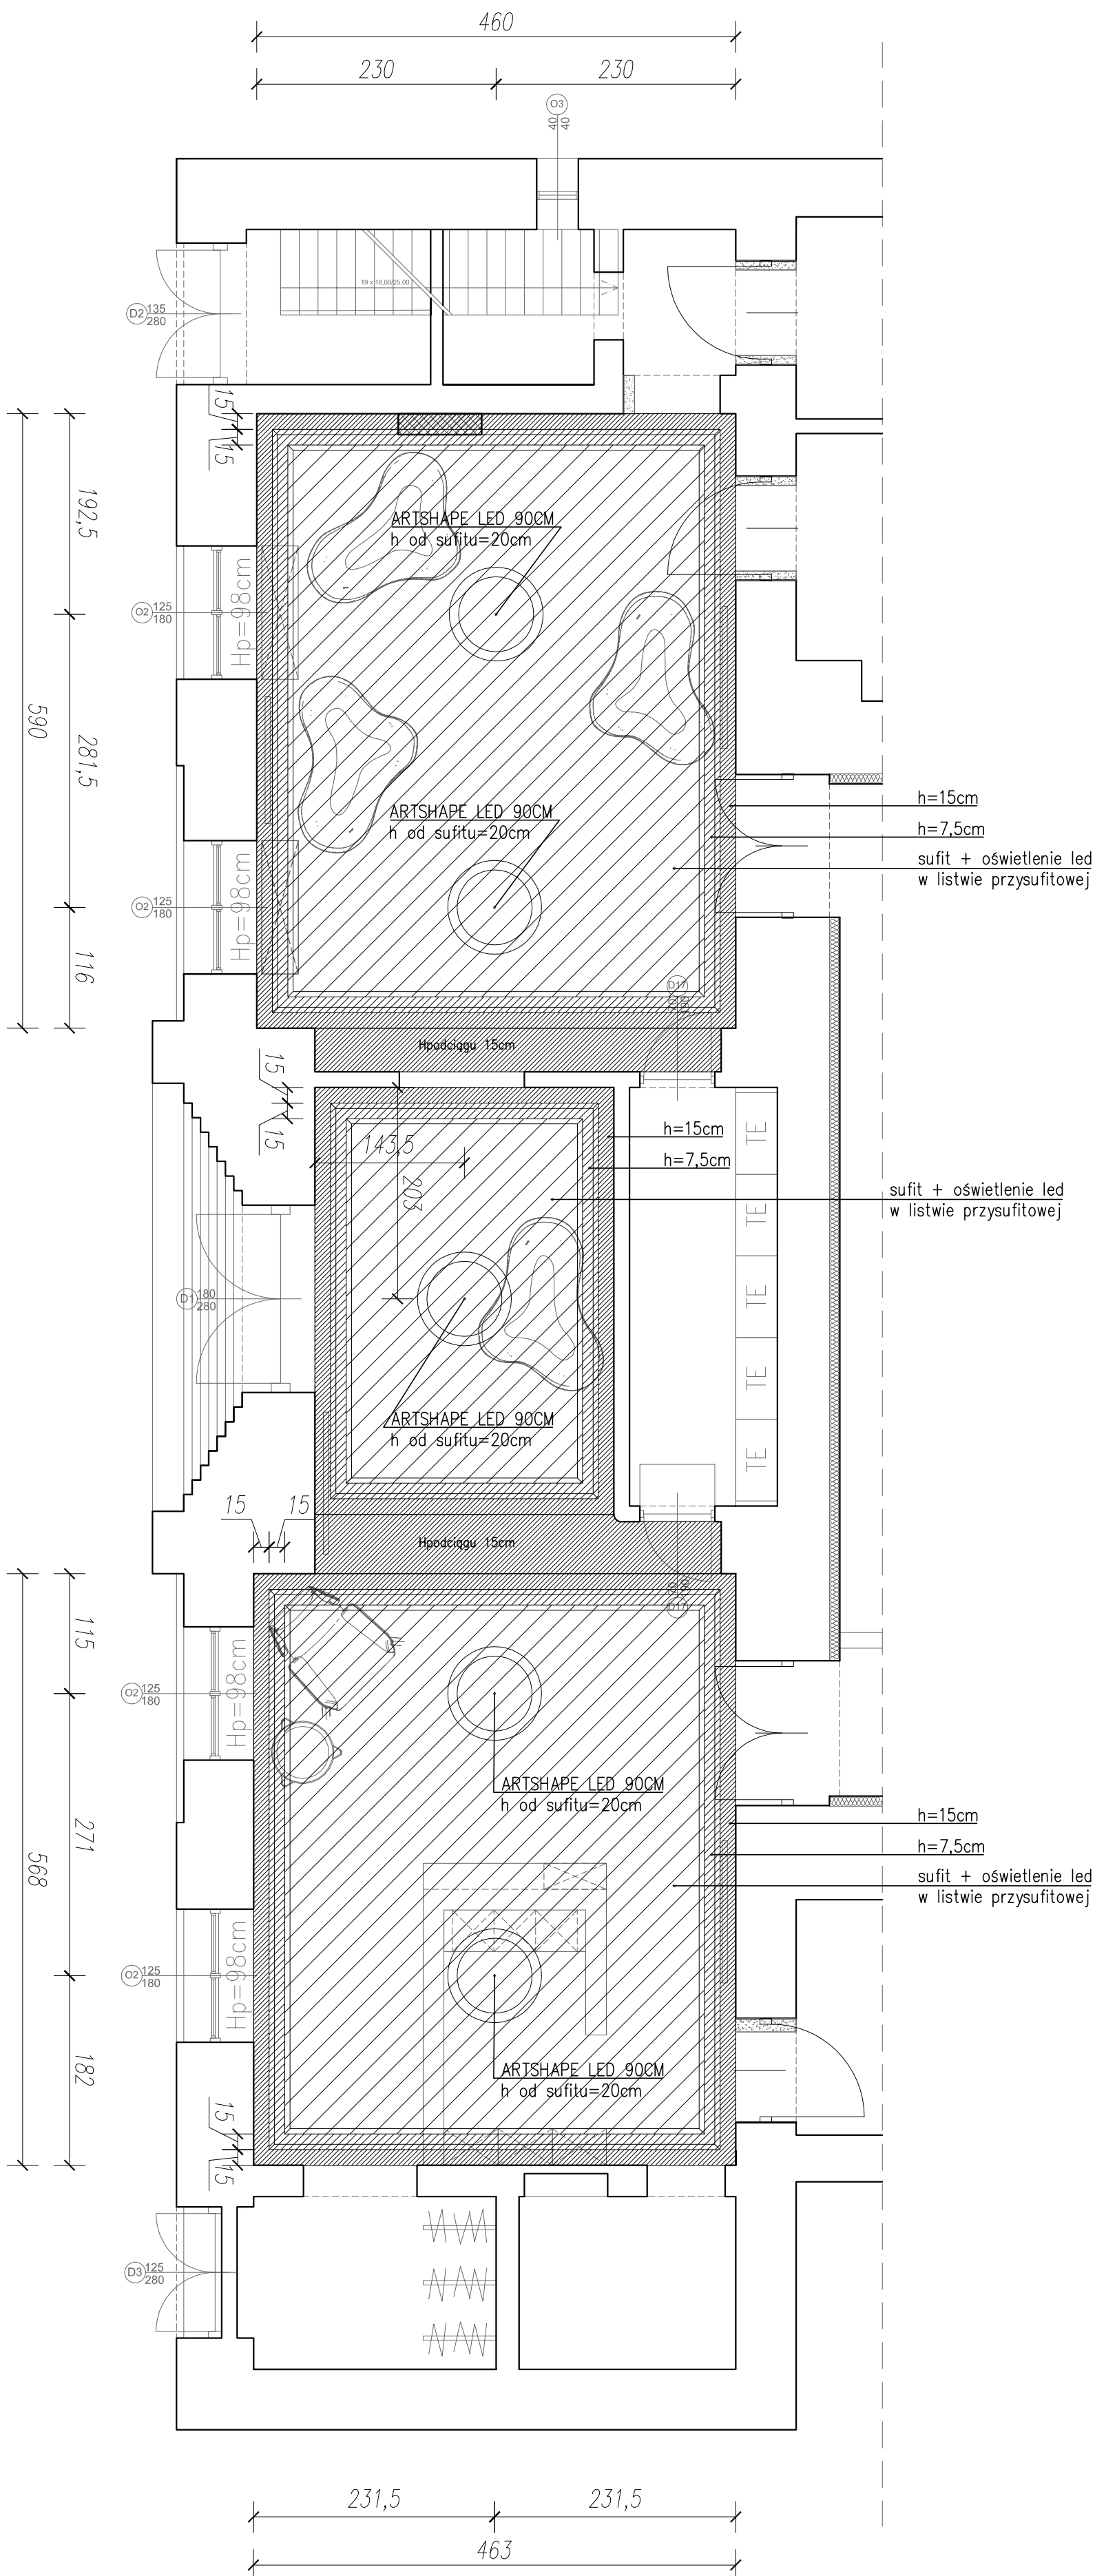 460
230
230
O3
40
40
19 x 18,00/25,00
D2
135
280
15
15
192,5
ARTSHAPE LED 90CM
h od sufitu=20cm
O2
125
180
Hp=98cm
590
281,5
h=15cm
ARTSHAPE LED 90CM
h od sufitu=20cm
h=7,5cm
sufit + oświetlenie led
w listwie przysufitowej
O2
125
180
Hp=98cm
116
D17
Hpodciągu 15cm
15
15
143,5
203
h=15cm
h=7,5cm
TE
sufit + oświetlenie led
w listwie przysufitowej
TE
D1
180
280
TE
TE
ARTSHAPE LED 90CM
h od sufitu=20cm
TE
15
15
Hpodciągu 15cm
D17
115
O2
125
180
Hp=98cm
ARTSHAPE LED 90CM
h od sufitu=20cm
h=15cm
271
h=7,5cm
568
sufit + oświetlenie led
w listwie przysufitowej
O2
125
180
Hp=98cm
182
ARTSHAPE LED 90CM
h od sufitu=20cm
15
15
D3
125
280
231,5
231,5
463